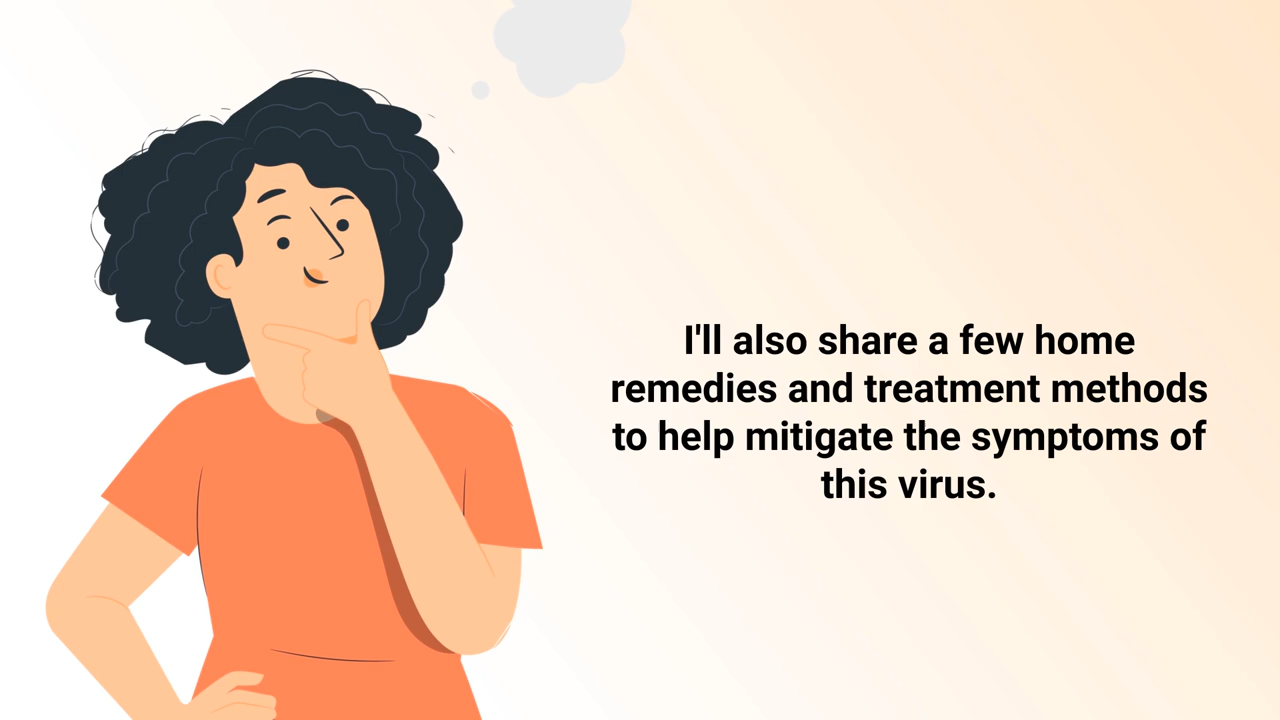 I'll also share a few home
remedies and treatment methods
to help mitigate the symptoms of
this virus.